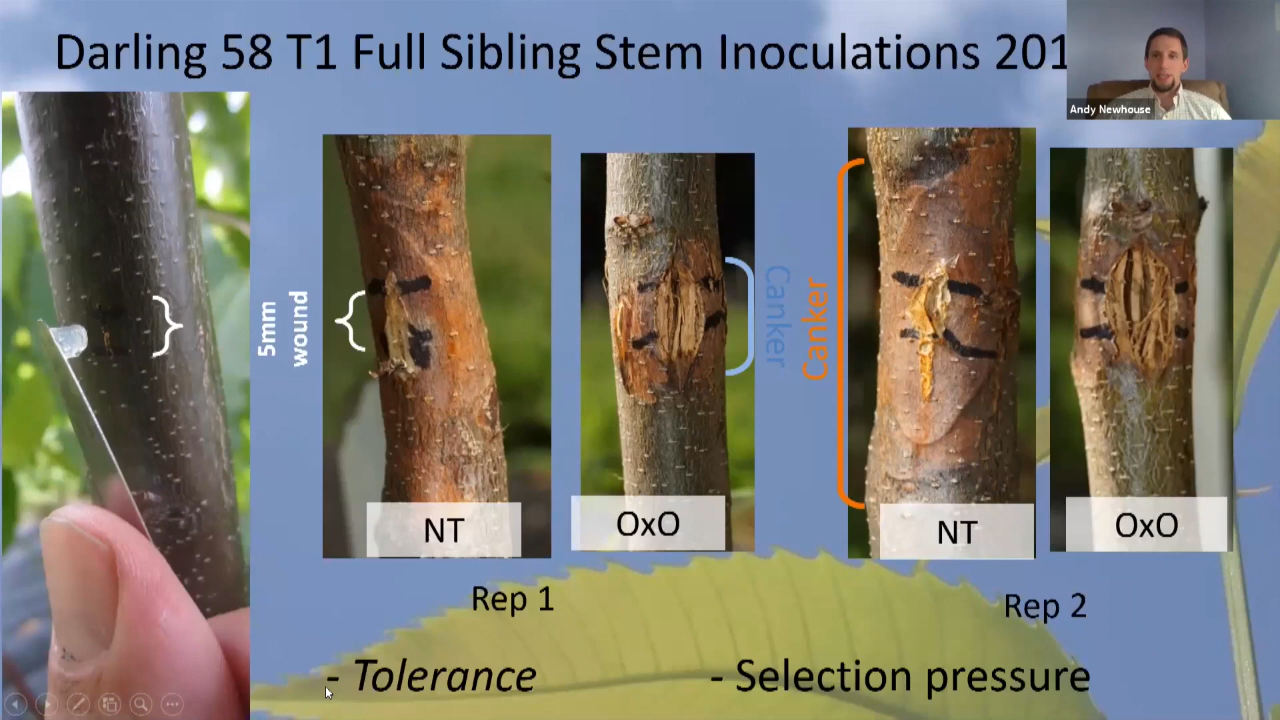 Darling 58 T1 Full Sibling Stem Inoculations 201
Andy Newhouse
5mm
wound
Canker
Canker
NT
OxO
NT
OxO
Rep 1
Rep 2
- Tolerance
- Selection pressure